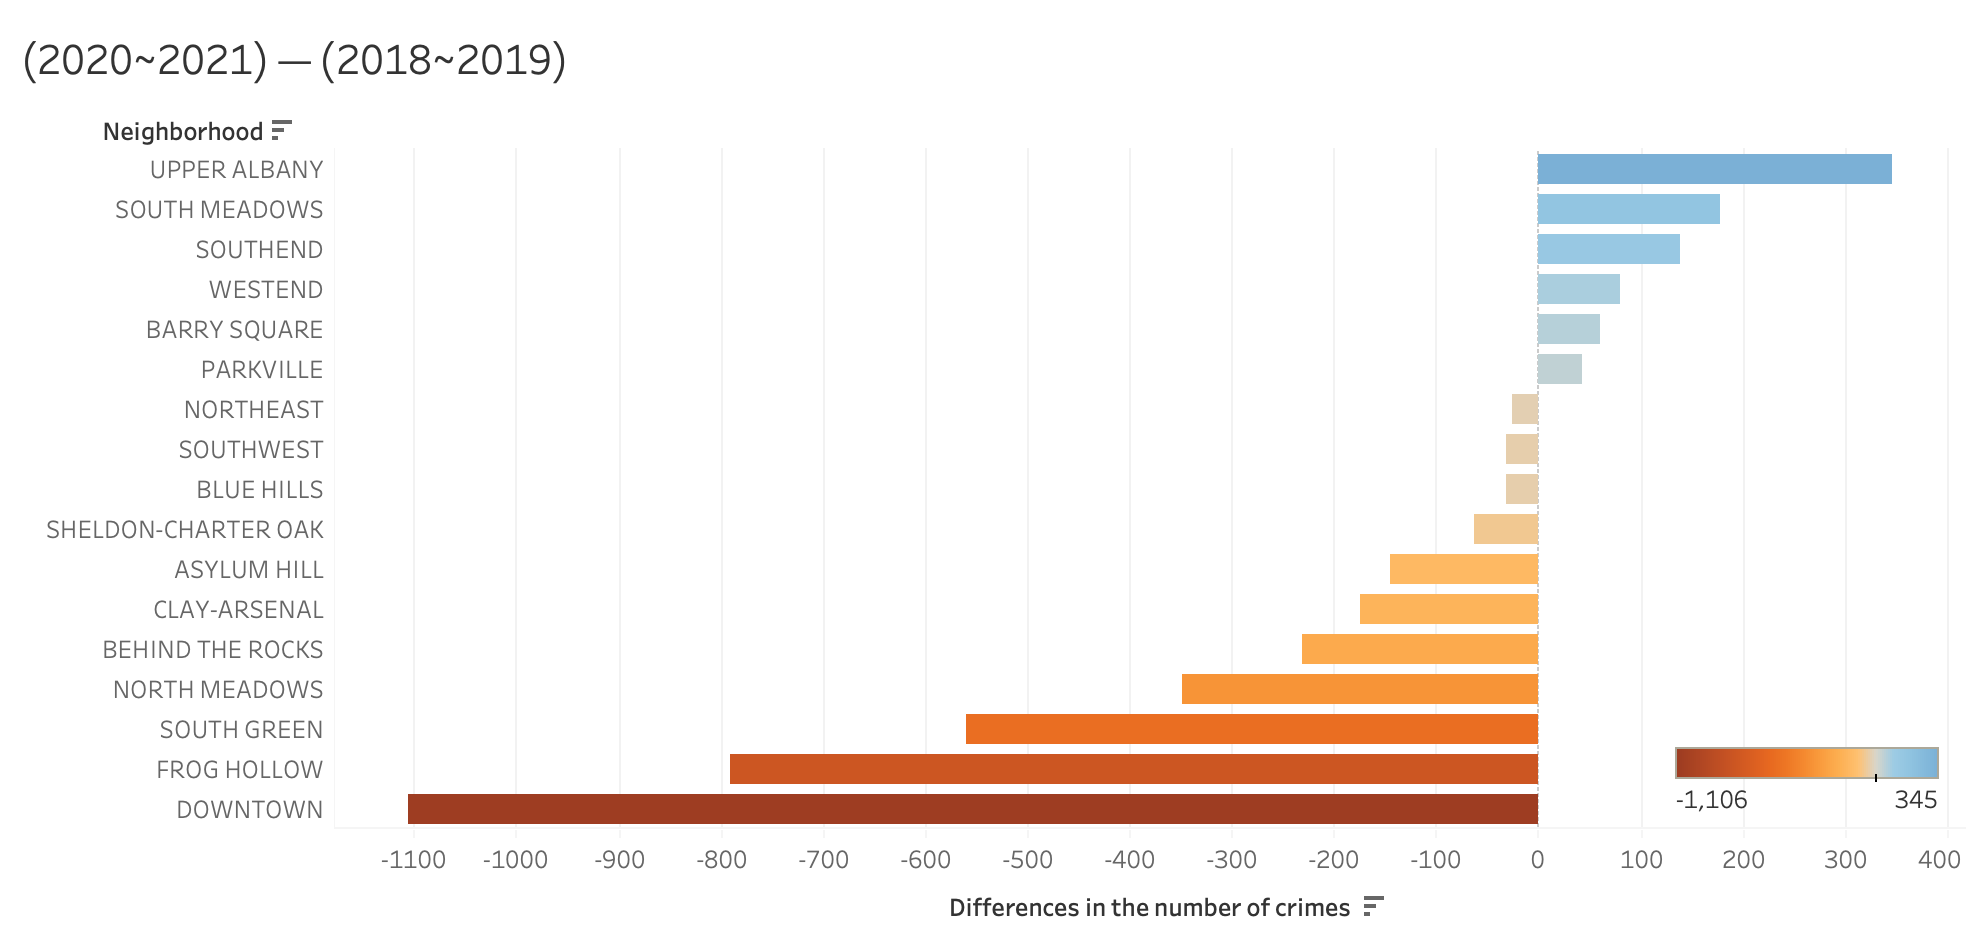 (2020~2021) — (2018~2019)
Neighborhood
UPPER ALBANY
SOUTH MEADOWS
SOUTHEND
WESTEND
BARRY SQUARE
PARKVILLE
NORTHEAST
SOUTHWEST
BLUE HILLS
SHELDON-CHARTER OAK
ASYLUM HILL
CLAY-ARSENAL
BEHIND THE ROCKS
NORTH MEADOWS
SOUTH GREEN
FROG HOLLOW
DOWNTOWN
-1,106 345
-1100 -1000 -900 -800 -700 -600 -500 -400 -300 -200 -100 0 100 200 300 400
Differences in the number of crimes